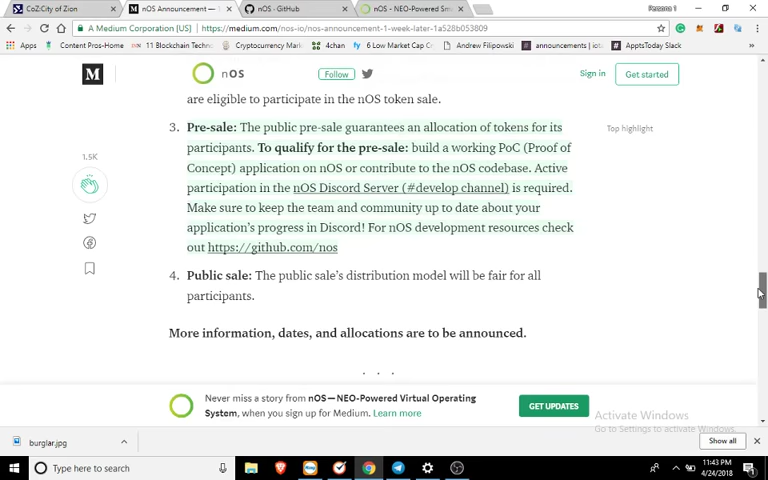 CoZ:City of Zion
nOS Announcement —
nOS · GitHub
nOS - NEO-Powered Sm
Persona 1
A Medium Corporation [US]
https://medium.com/nos-io/nos-announcement-1-week-later-1a528b053809
Apps
Content Pros-Home
11 Blockchain Techno
Cryptocurrency Mark
4chan
6 Low Market Cap Cr
Andrew Filipowski
#announcements | iot
ApptsToday Slack
nOS
Follow
Sign in
Get started
are eligible to participate in the nOS token sale.
3. Pre-sale: The public pre-sale guarantees an allocation of tokens for its
participants. To qualify for the pre-sale: build a working PoC (Proof of
Concept) application on nOS or contribute to the nOS codebase. Active
participation in the nOS Discord Server (#develop channel) is required.
Make sure to keep the team and community up to date about your
application's progress in Discord! For nOS development resources check
out https://github.com/nos
Top highlight
1.5K
4. Public sale: The public sale's distribution model will be fair for all
participants.
More information, dates, and allocations are to be announced.
. . .
Never miss a story from nOS — NEO-Powered Virtual Operating
System, when you sign up for Medium. Learn more
GET UPDATES
Activate Windows
Go to Settings to activate Windows.
burglar.jpg
Show all
Type here to search
11:43 PM
4/24/2018